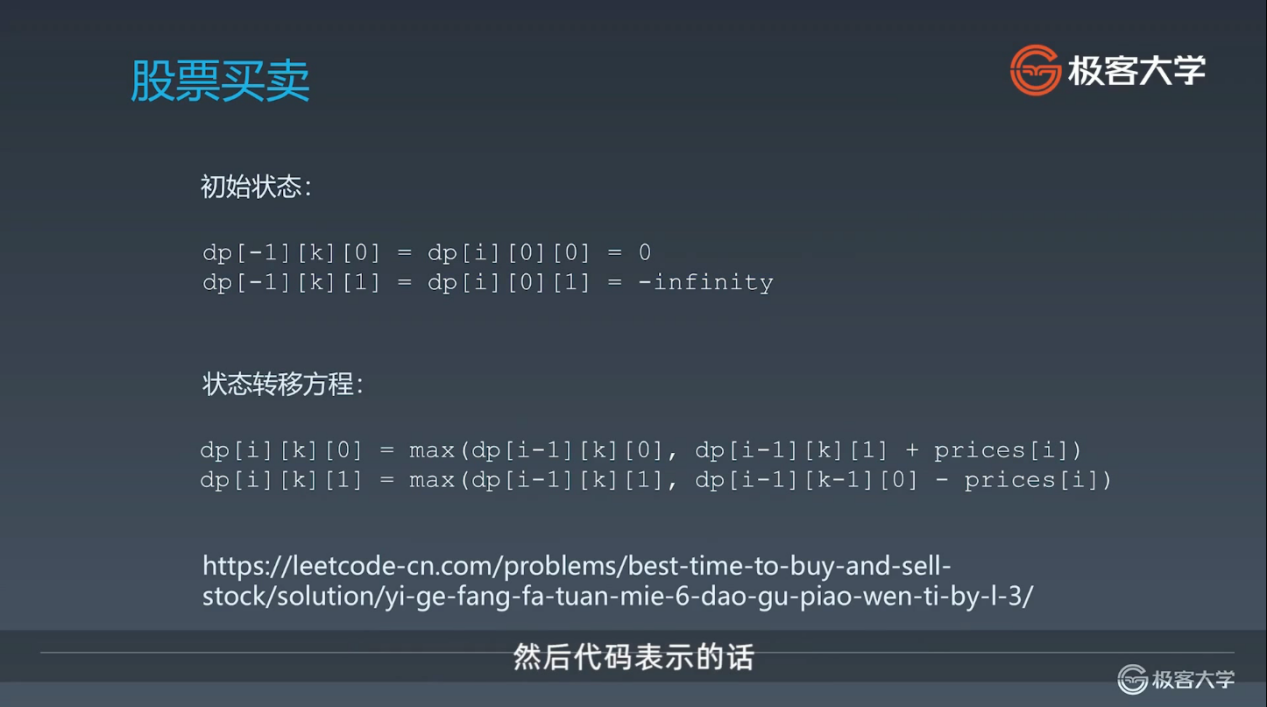 股票买卖
极客大学
初始状态：
dp[-1][k][0] = dp[i][0][0] = 0
dp[-1][k][1] = dp[i][0][1] = -infinity
状态转移方程：
dp[i][k][0] = max(dp[i-1][k][0], dp[i-1][k][1] + prices[i])
dp[i][k][1] = max(dp[i-1][k][1], dp[i-1][k-1][0] - prices[i])
https://leetcode-cn.com/problems/best-time-to-buy-and-sell-
stock/solution/yi-ge-fang-fa-tuan-mie-6-dao-gu-piao-wen-ti-by-l-3/
然后代码表示的话
极客大学